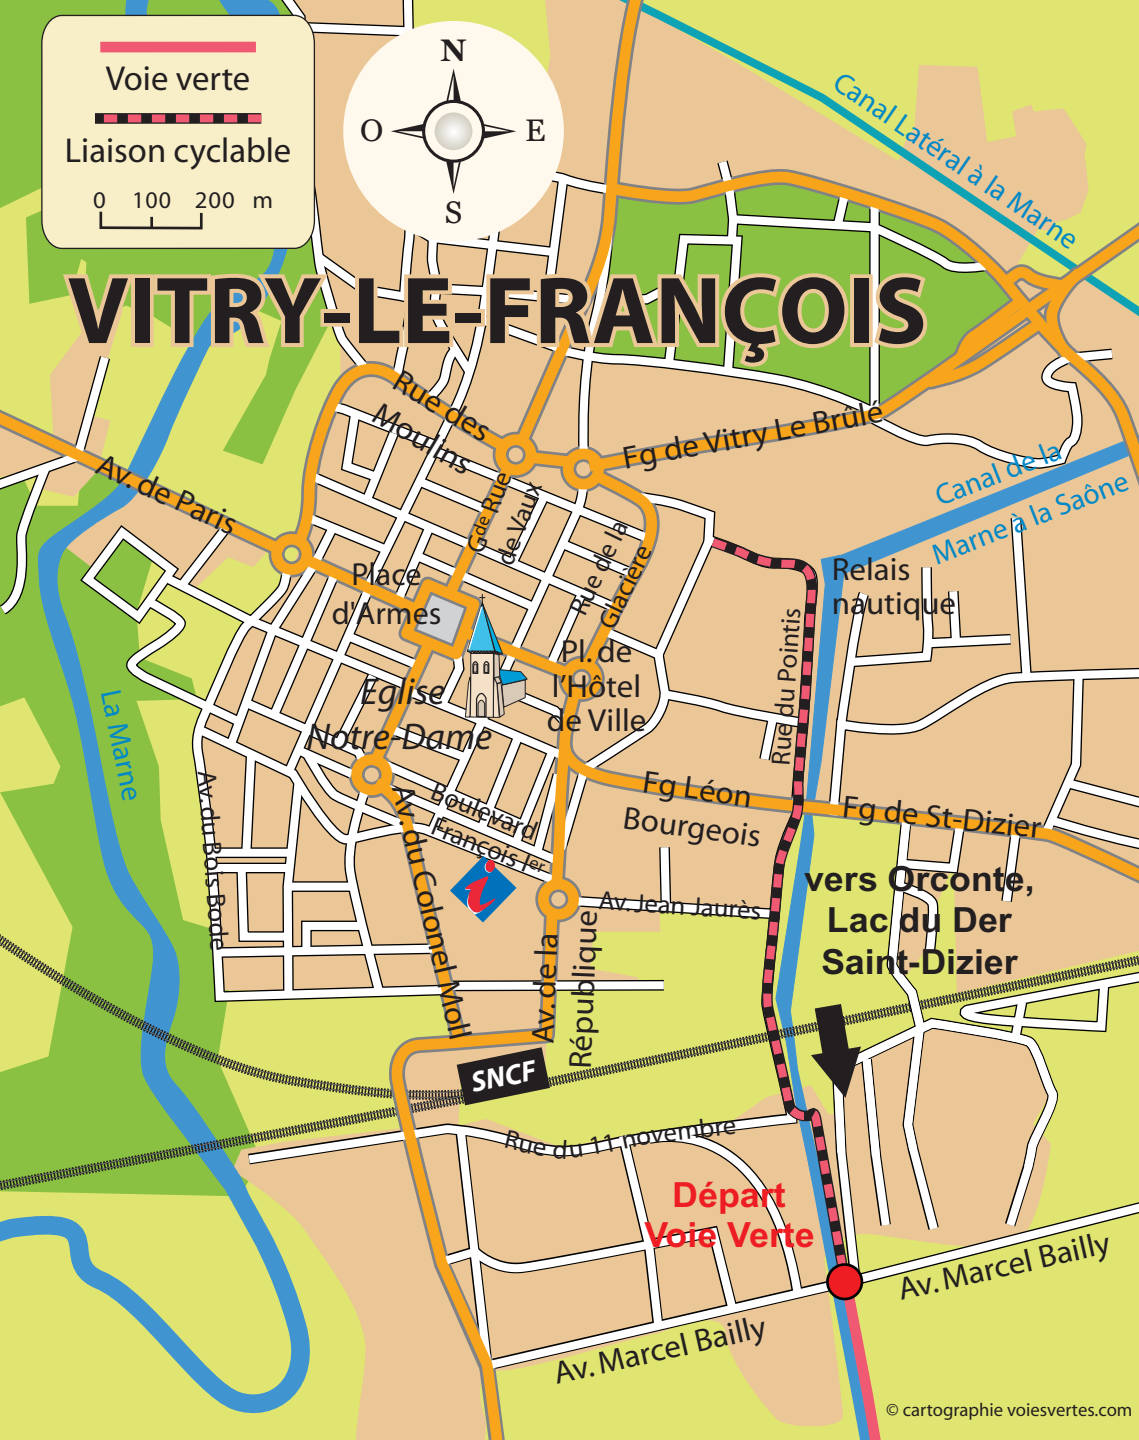 Voie verte
Liaison cyclable
0 100 200 m
N
O E
S
Canal Latéral à la Marne
VITRY-LE-FRANÇOIS
Rue des
Moulins
Fg de Vitry Le Brûlé
Av. de Paris
Canal de la
Marne à la Saône
Gde Rue
de Vaux
Rue de la
Glacière
Place
d'Armes
Relais
nautique
Rue du Pointis
Pl. de
l'Hôtel
de Ville
Eglise
Notre-Dame
La Marne
Av. du Bois Bode
Boulevard
François Ier
Fg Léon
Bourgeois
Fg de St-Dizier
Av. du Colonel Moll
i
Av. Jean Jaurès
vers Orconte,
Lac du Der
Saint-Dizier
Av. de la
République
SNCF
Rue du 11 novembre
Départ
Voie Verte
Av. Marcel Bailly
Av. Marcel Bailly
© cartographie voiesvertes.com